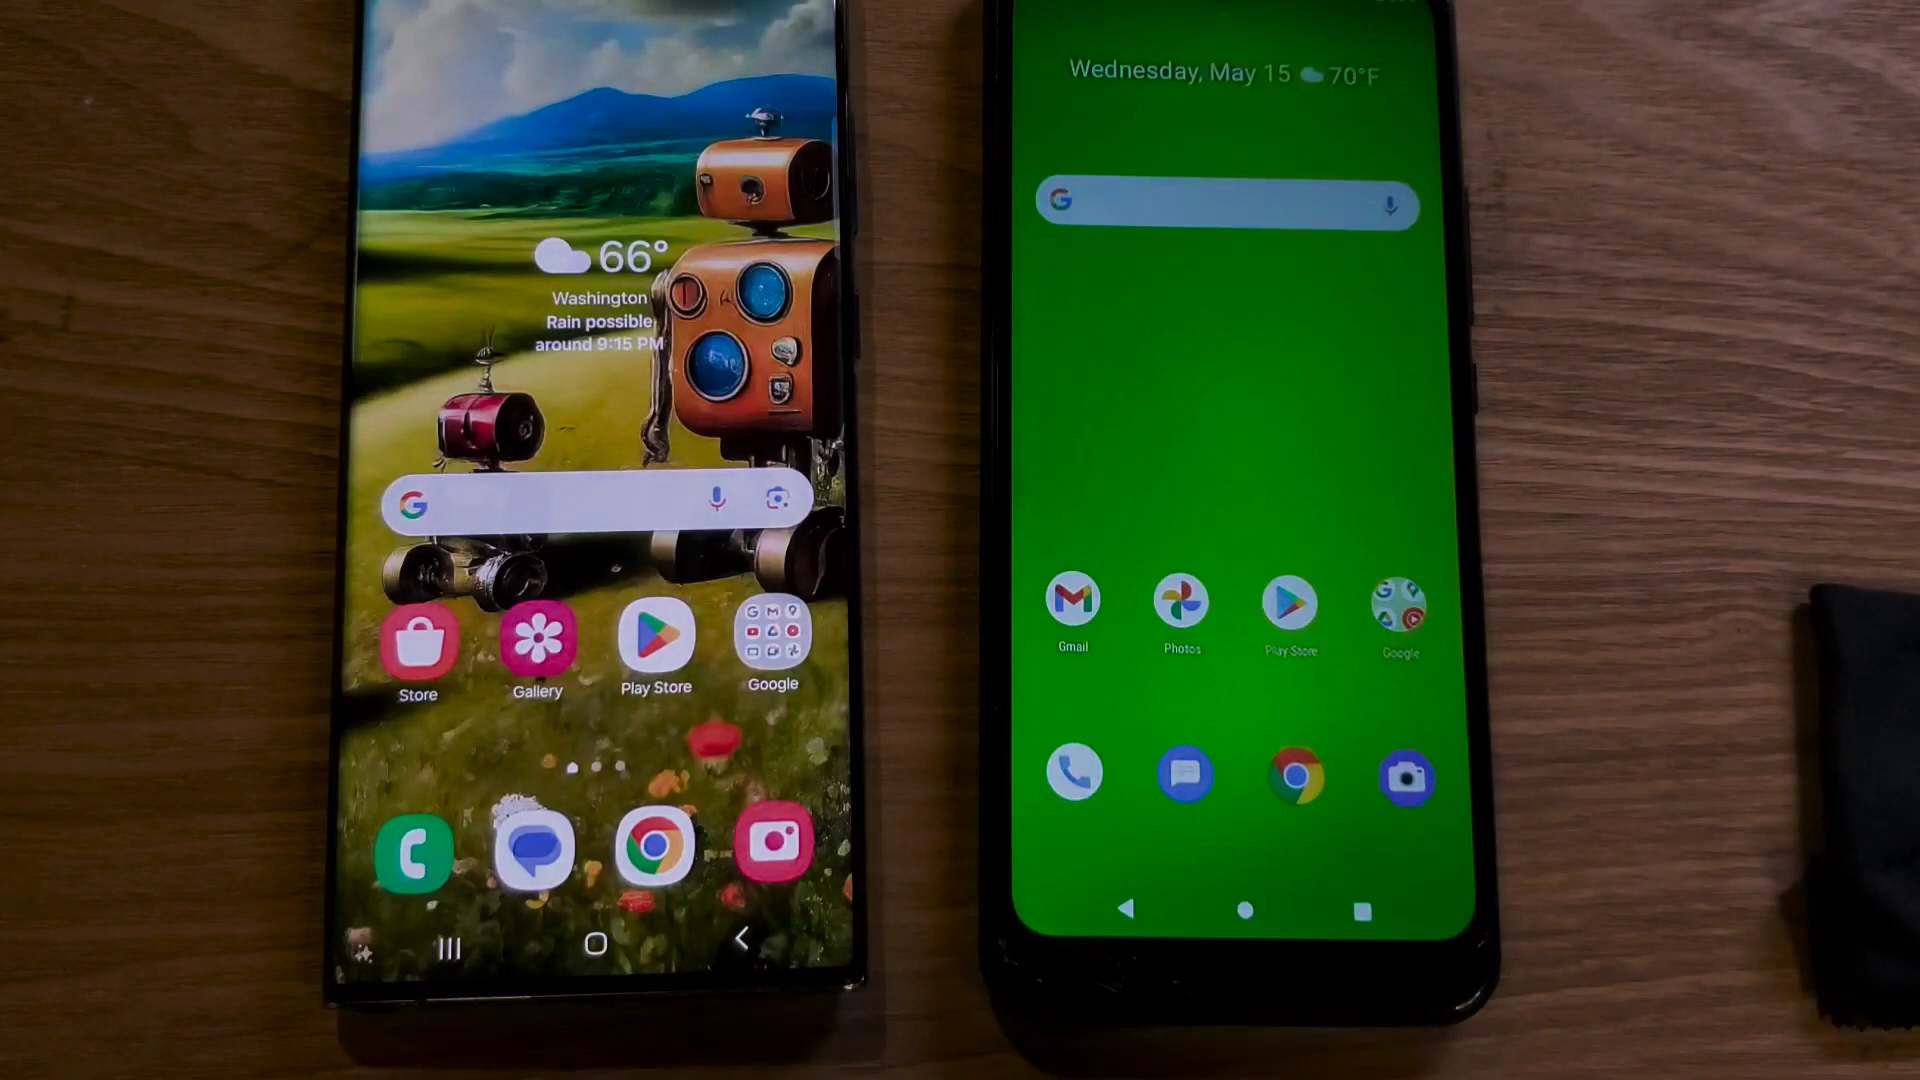 66°
Washington
Rain possible
around 9:15 PM
Store
Gallery
Play Store
Google
Wednesday, May 15 70°F
Gmail
Photos
Play Store
Google